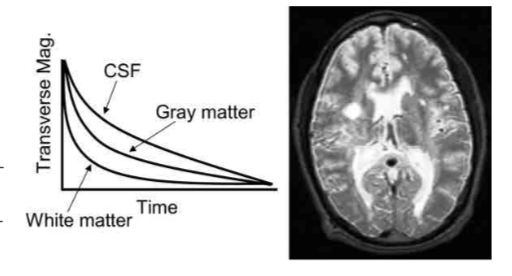 Transverse Mag.
CSF
Gray matter
White matter
Time